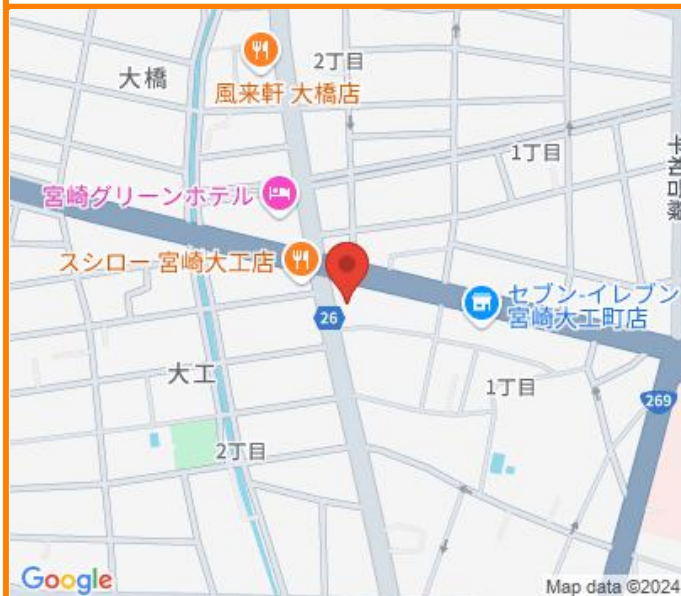 大橋
風来軒 大橋店
2丁目
1丁目
宮崎グリーンホテル
スシロー 宮崎大工店
セブン-イレブン
宮崎大工町店
26
大工
1丁目
269
2丁目
Google
Map data ©2024